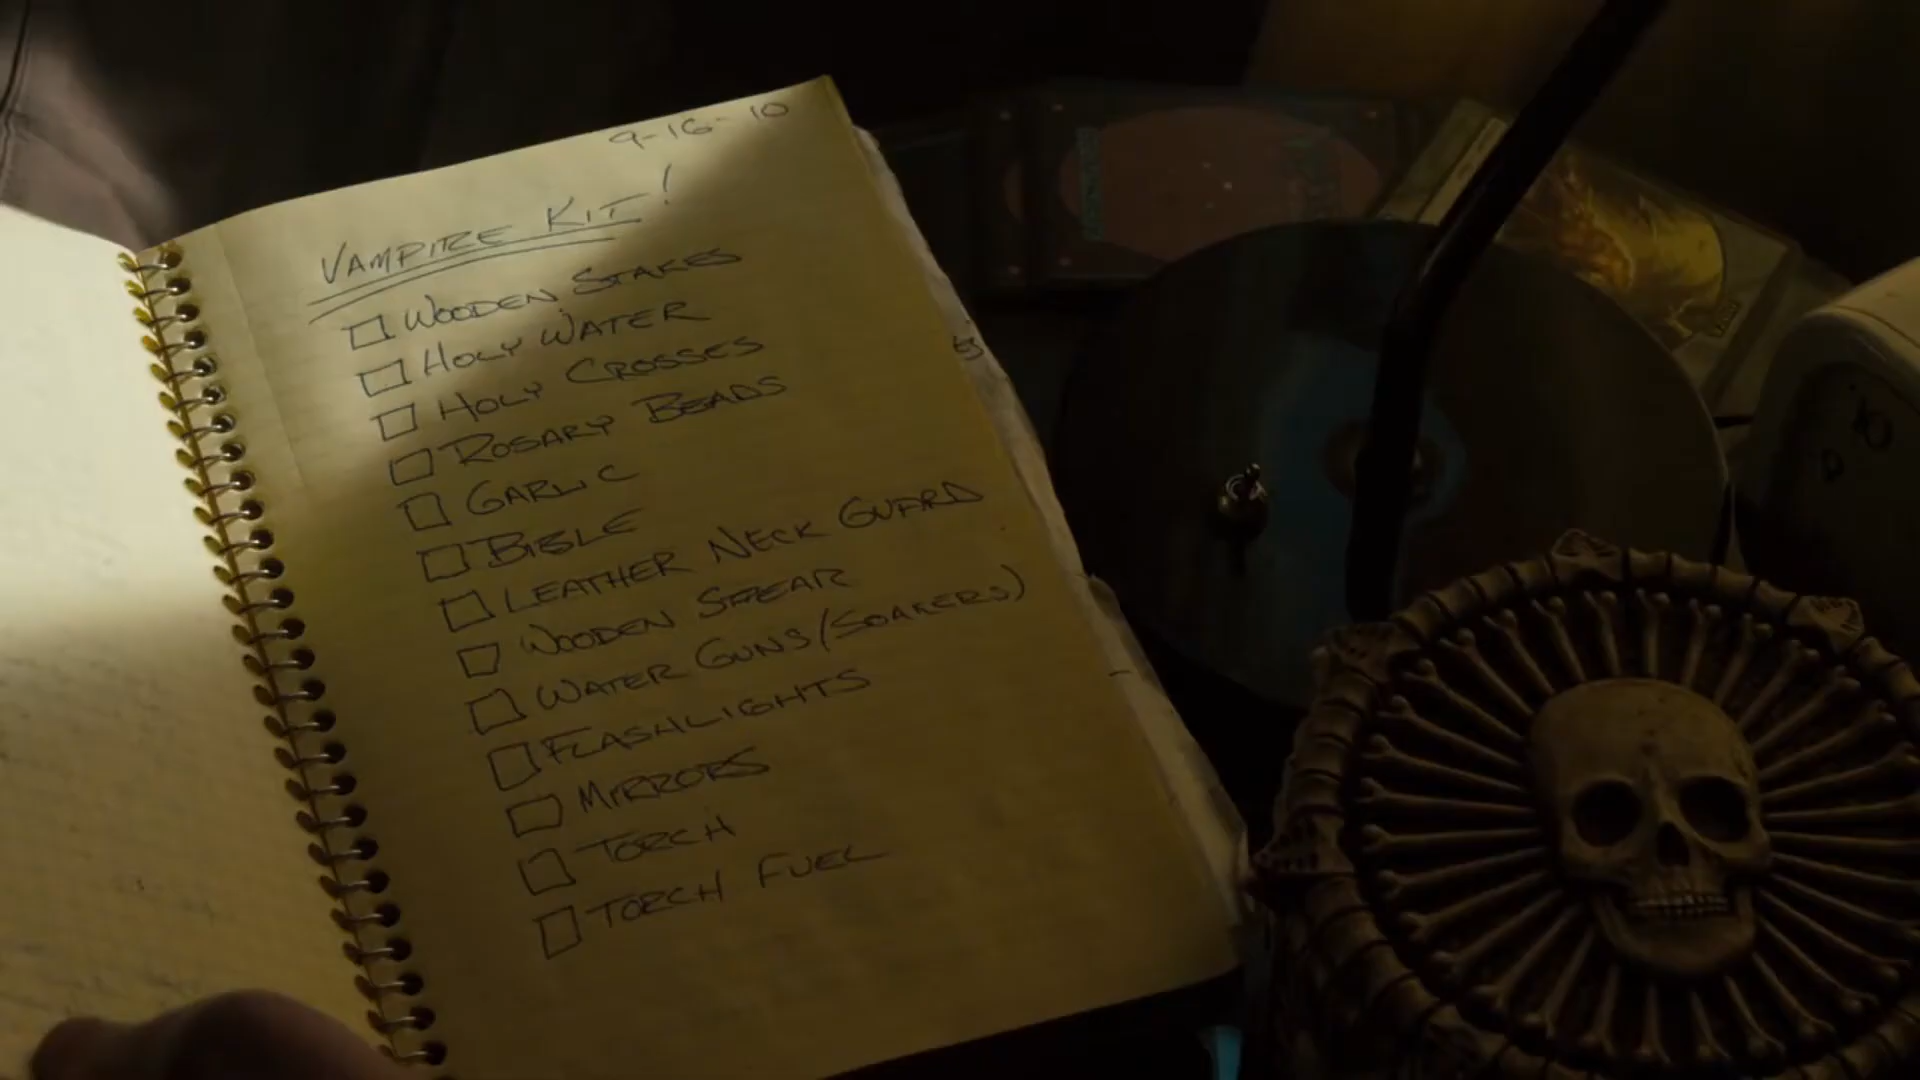 9-16-10
VAMPIRE KIT!
WOODEN STAKES
HOLY WATER
HOLY CROSSES
ROSARY BEADS
GARLIC
BIBLE
LEATHER NECK GUARD
WOODEN SPEAR
WATER GUNS/(SOAKERS)
FLASHLIGHTS
MIRRORS
TORCH
TORCH FUEL